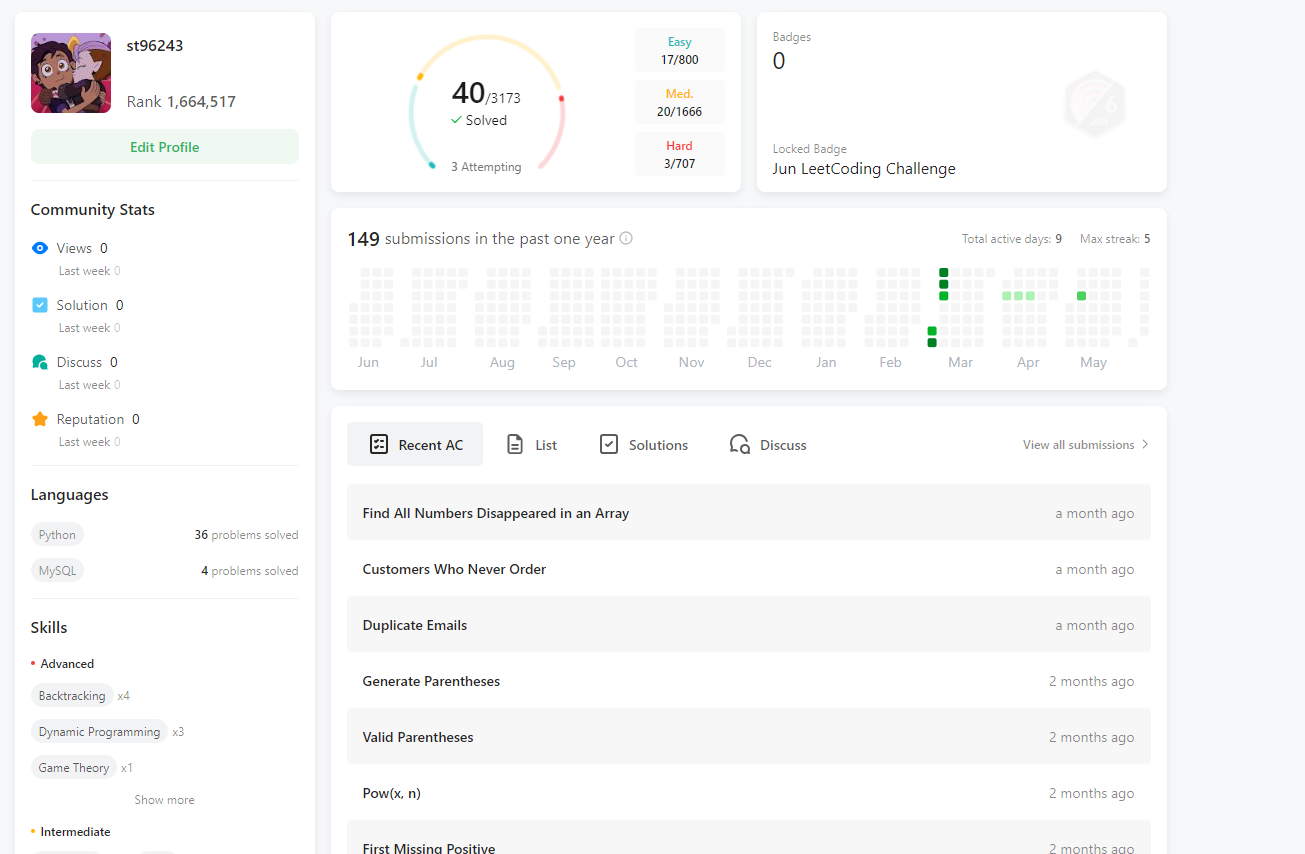 st96243
Rank 1,664,517
Edit Profile
Community Stats
Views 0
Last week 0
Solution 0
Last week 0
Discuss 0
Last week 0
Reputation 0
Last week 0
Languages
Python 36 problems solved
MySQL 4 problems solved
Skills
Advanced
Backtracking x4
Dynamic Programming x3
Game Theory x1
Show more
Intermediate
40/3173
Solved
3 Attempting
Easy
17/800
Med.
20/1666
Hard
3/707
Badges
0
Locked Badge
Jun LeetCoding Challenge
149 submissions in the past one year
Total active days: 9 Max streak: 5
Jun Jul Aug Sep Oct Nov Dec Jan Feb Mar Apr May
Recent AC List Solutions Discuss View all submissions
Find All Numbers Disappeared in an Array a month ago
Customers Who Never Order a month ago
Duplicate Emails a month ago
Generate Parentheses 2 months ago
Valid Parentheses 2 months ago
Pow(x, n) 2 months ago
First Missing Positive 2 months ago